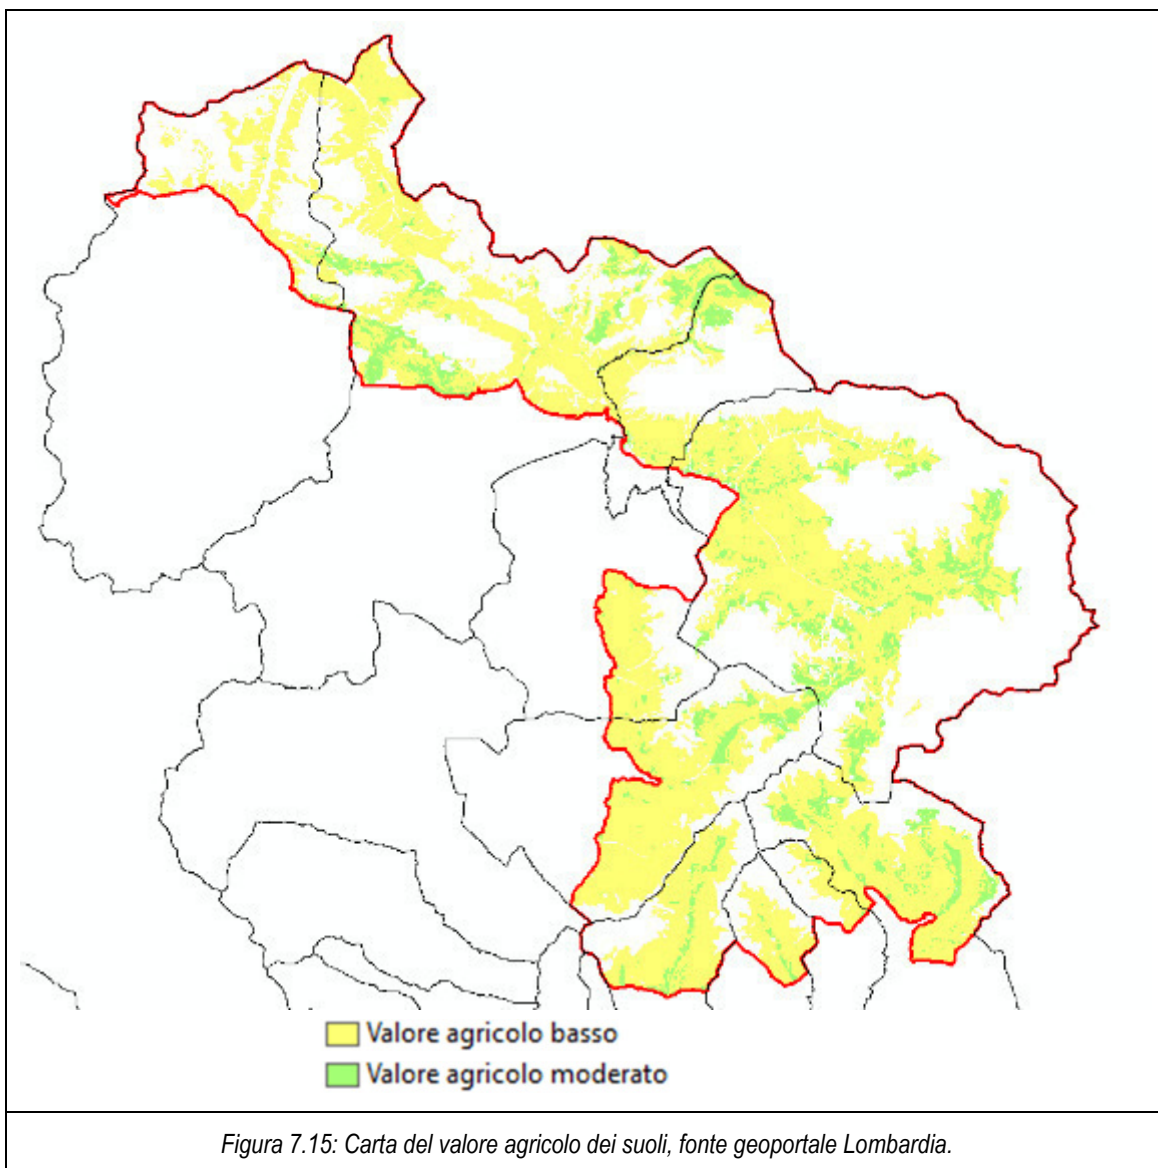 Valore agricolo basso
Valore agricolo moderato
Figura 7.15: Carta del valore agricolo dei suoli, fonte geoportale Lombardia.